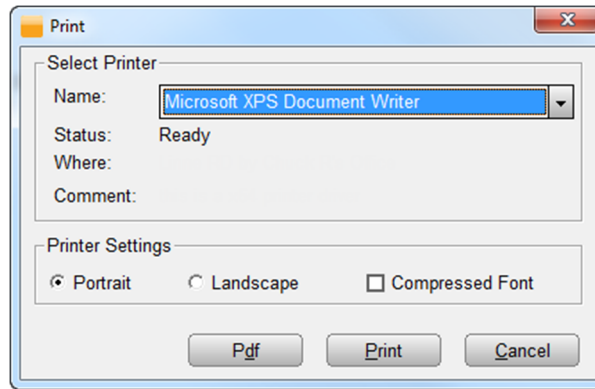 Print
Select Printer
Name: Microsoft XPS Document Writer
Status: Ready
Where:
Comment:
Printer Settings
Portrait Landscape Compressed Font
Pdf Print Cancel